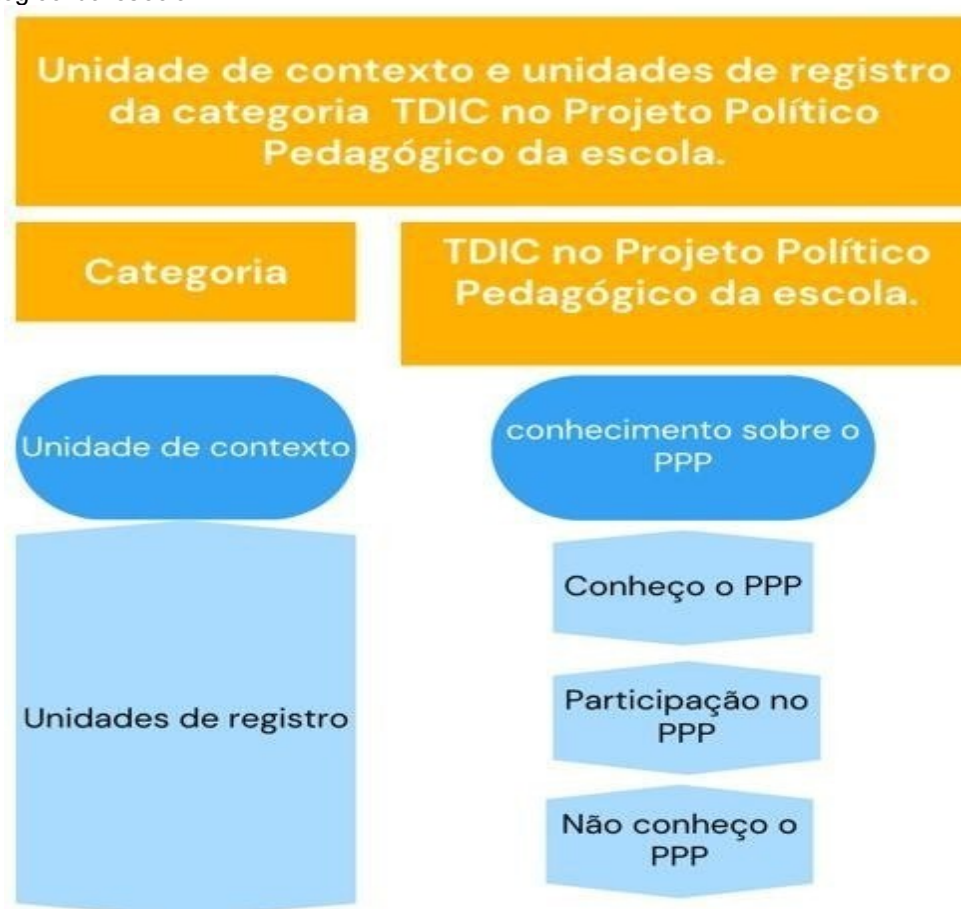 Unidade de contexto e unidades de registro
da categoria TDIC no Projeto Político
Pedagógico da escola.
Categoria
TDIC no Projeto Político
Pedagógico da escola.
Unidade de contexto
conhecimento sobre o
PPP
Unidades de registro
Conheço o PPP
Participação no
PPP
Não conheço o
PPP